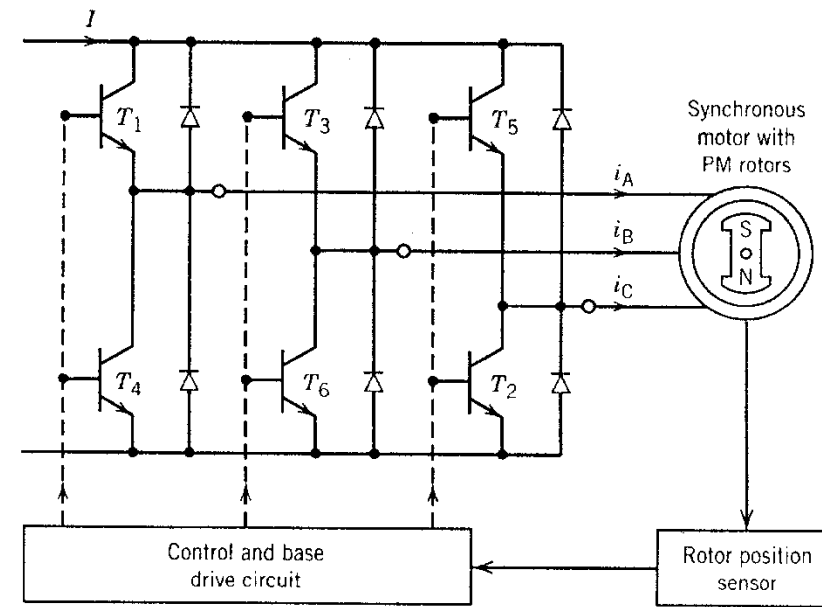 I
T1
T3
T5
Synchronous
motor with
PM rotors
iA
iB
iC
S
N
T4
T6
T2
Control and base
drive circuit
Rotor position
sensor